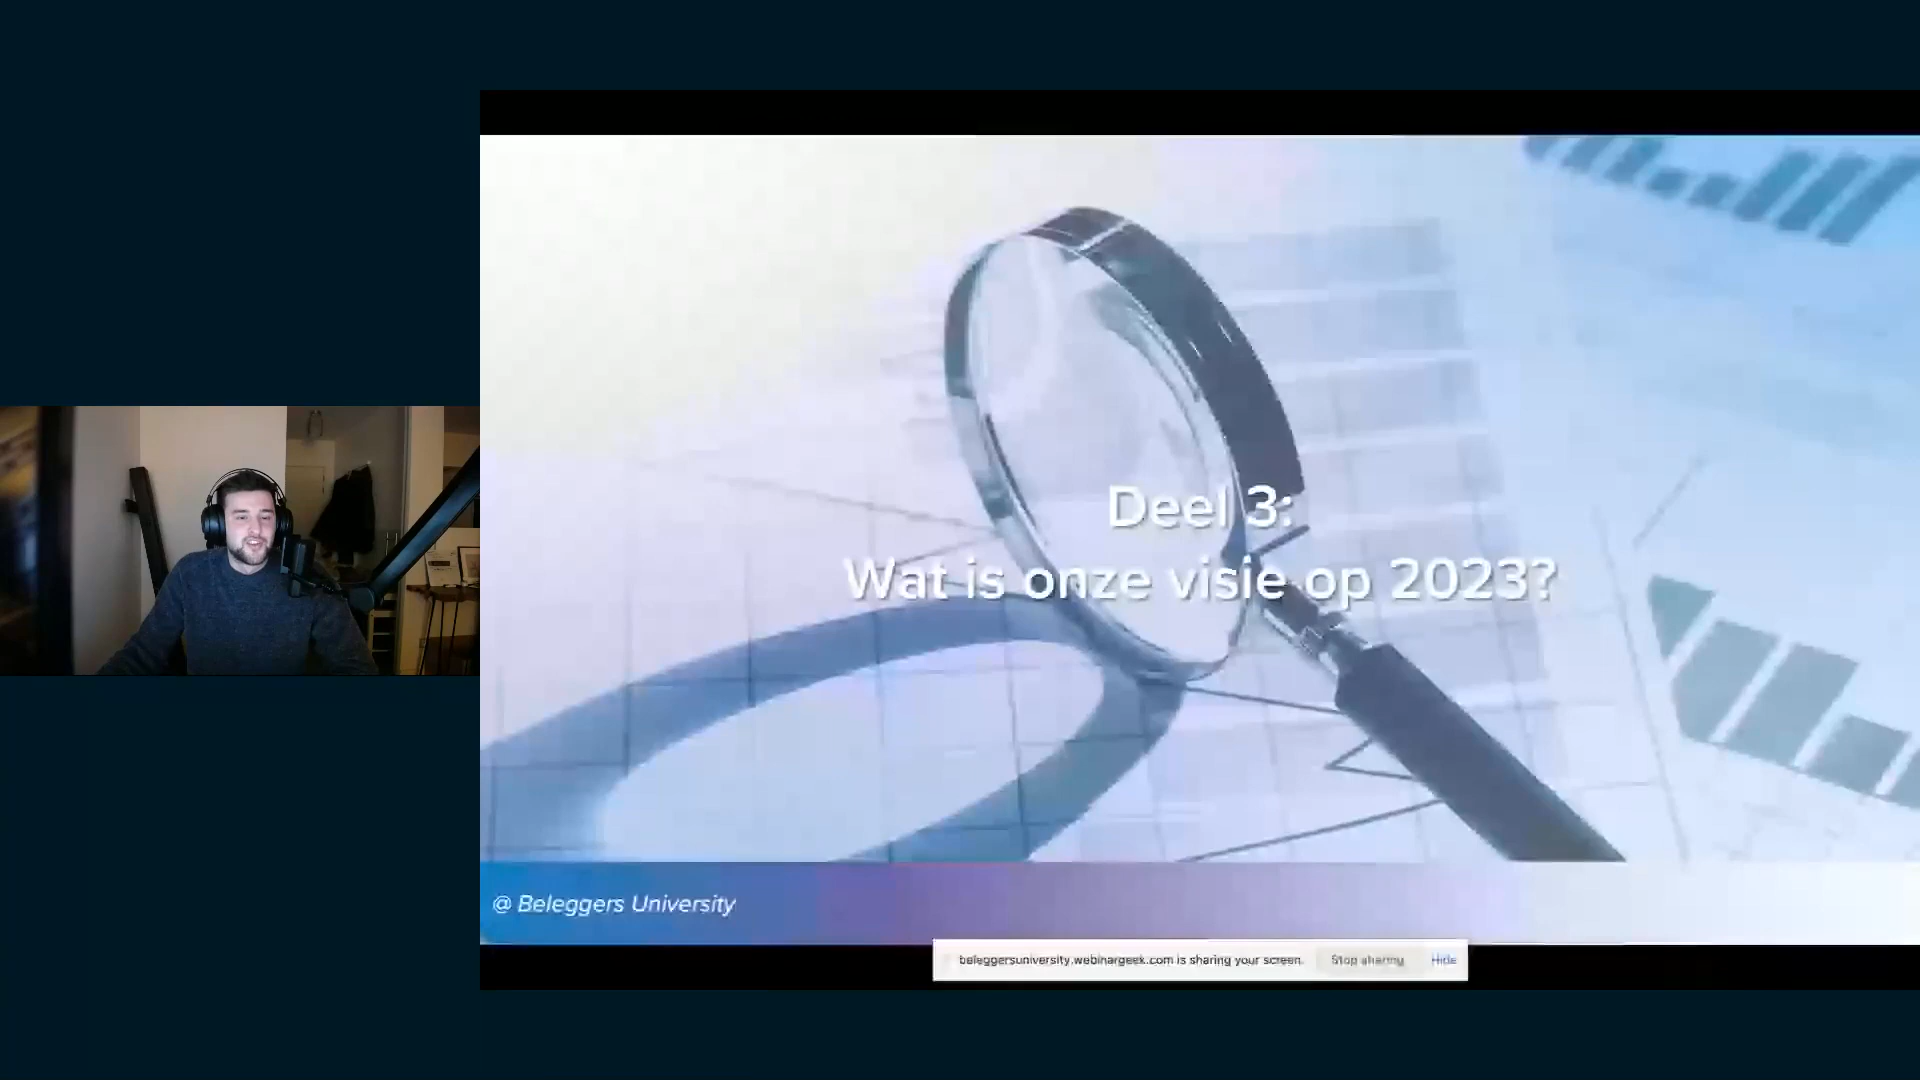 Deel 3:
Wat is onze visie op 2023?
@ Beleggers University
beleggersuniversity.webinargeek.com is sharing your screen. Stop sharing Hide